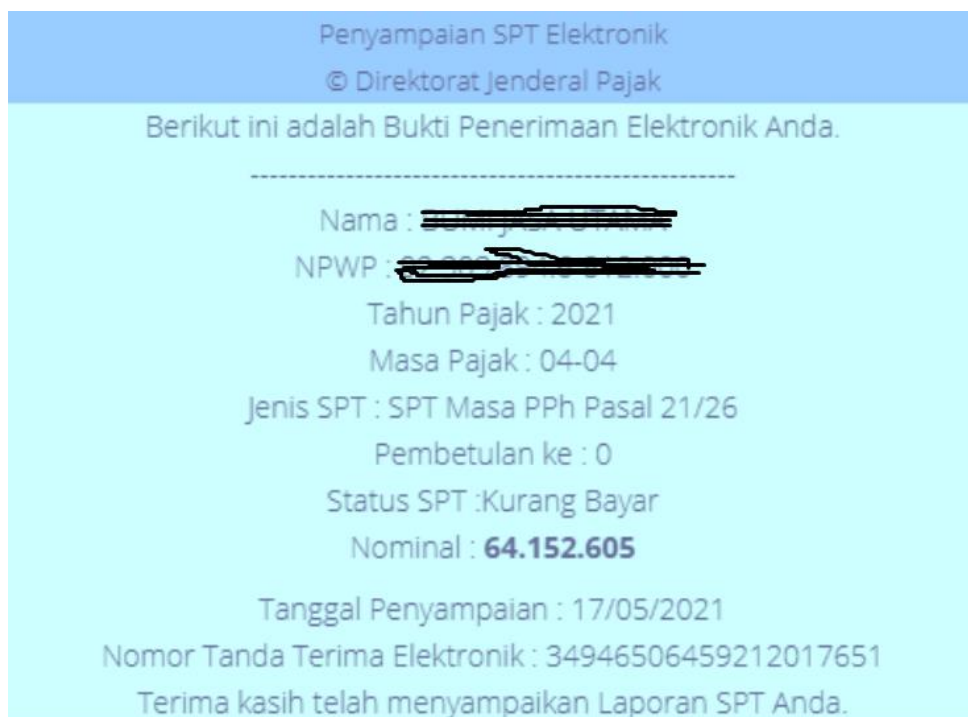 Penyampaian SPT Elektronik
© Direktorat Jenderal Pajak
Berikut ini adalah Bukti Penerimaan Elektronik Anda.
--------------------------------------------------
Nama :
NPWP :
Tahun Pajak : 2021
Masa Pajak : 04-04
Jenis SPT : SPT Masa PPh Pasal 21/26
Pembetulan ke : 0
Status SPT :Kurang Bayar
Nominal : 64.152.605
Tanggal Penyampaian : 17/05/2021
Nomor Tanda Terima Elektronik : 34946506459212017651
Terima kasih telah menyampaikan Laporan SPT Anda.